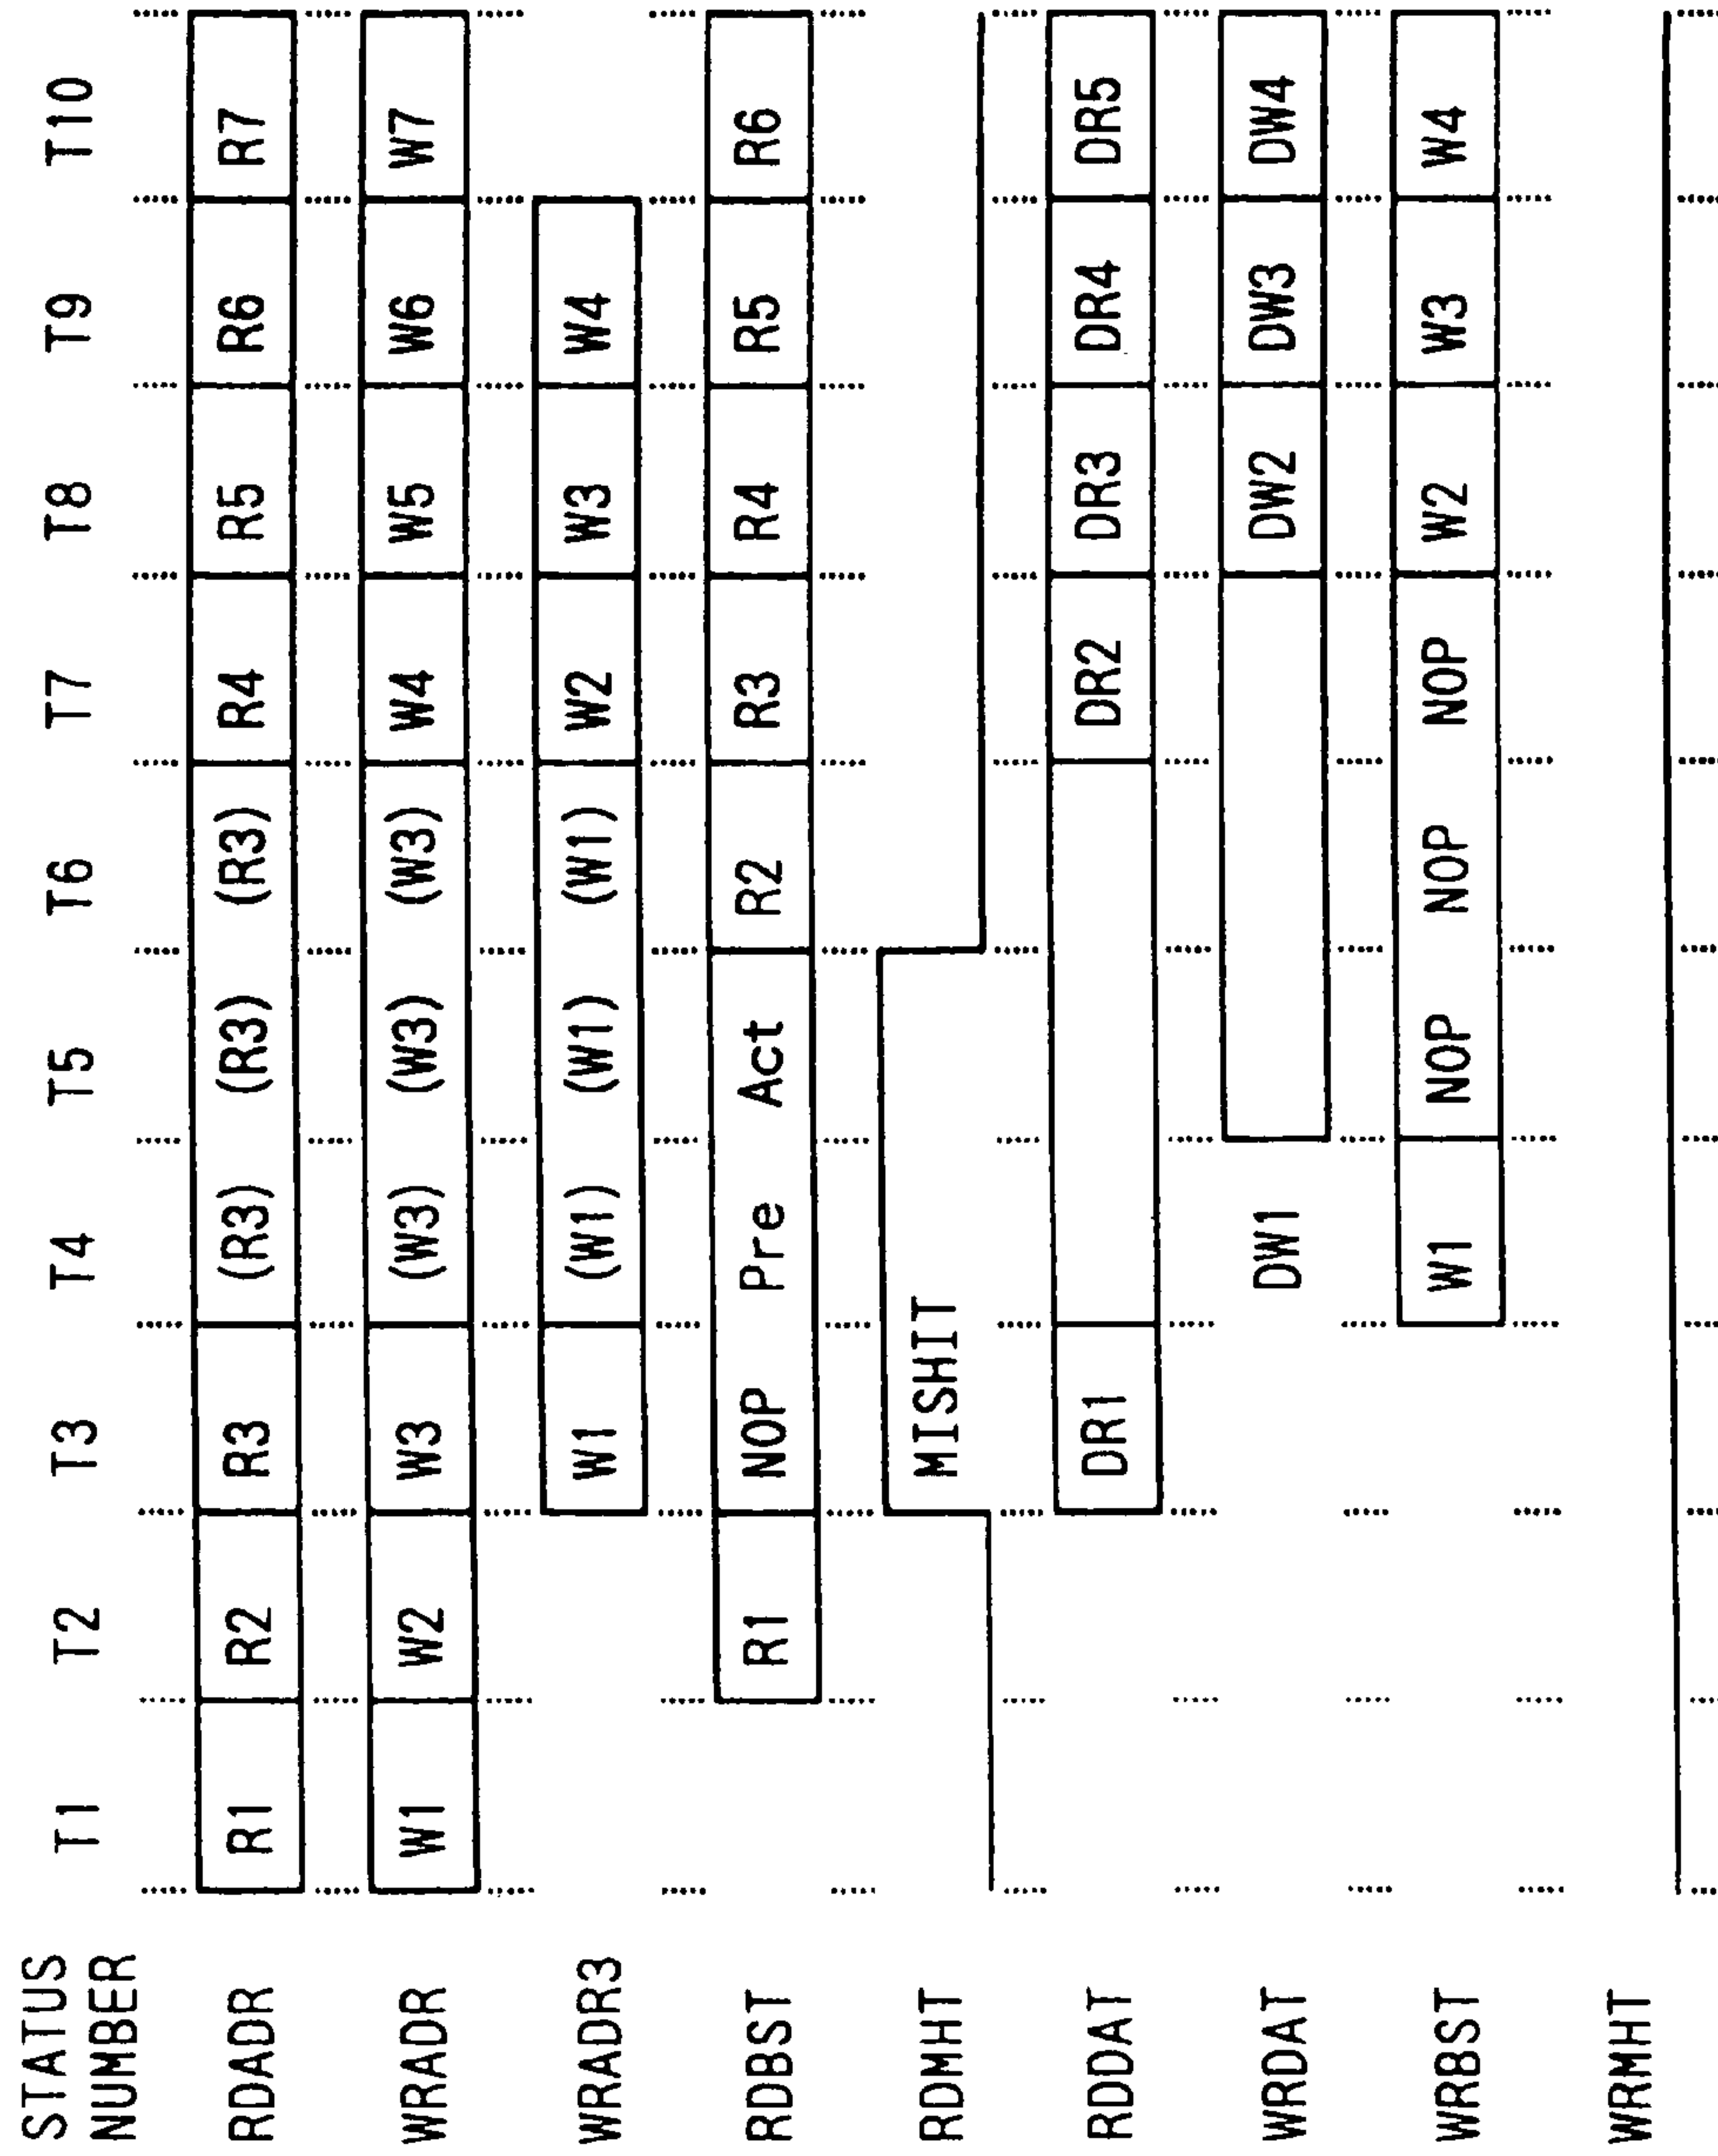 STATUS NUMBER T1 T2 T3 T4 T5 T6 T7 T8 T9 T10
RDADR R1 R2 R3 (R3) (R3) (R3) R4 R5 R6 R7
WRADR W1 W2 W3 (W3) (W3) (W3) W4 W5 W6 W7
WRADR3 W1 (W1) (W1) (W1) W2 W3 W4
RDBST R1 NOP Pre Act R2 R3 R4 R5 R6
RDMHT MISHIT
RDDAT DR1 DR2 DR3 DR4 DR5
WRDAT DW1 DW2 DW3 DW4
WRBST W1 NOP NOP NOP W2 W3 W4
WRMHT